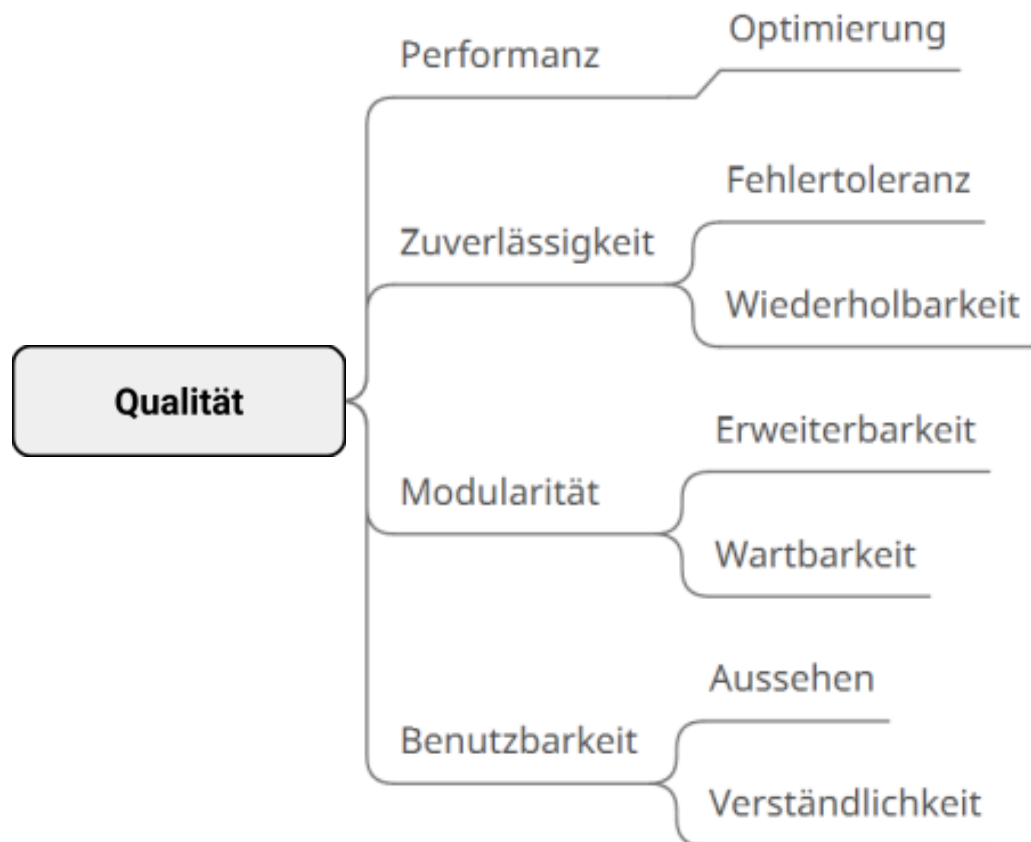 Performanz
Optimierung
Zuverlässigkeit
Fehlertoleranz
Wiederholbarkeit
Qualität
Modularität
Erweiterbarkeit
Wartbarkeit
Benutzbarkeit
Aussehen
Verständlichkeit